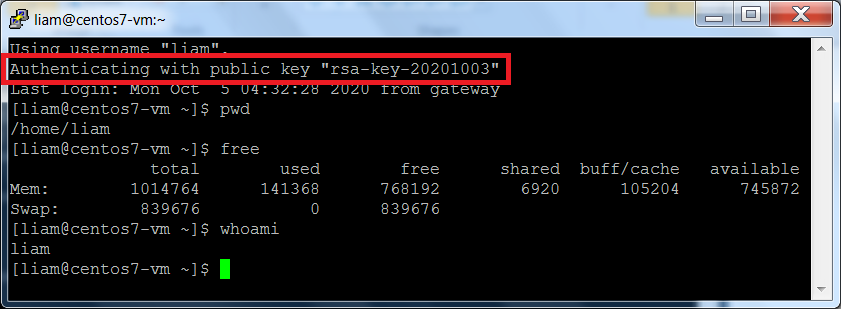 liam@centos7-vm:~
Using username "liam".
Authenticating with public key "rsa-key-20201003"
Last login: Mon Oct  5 04:32:28 2020 from gateway
[liam@centos7-vm ~]$ pwd
/home/liam
[liam@centos7-vm ~]$ free
              total        used        free      shared  buff/cache   available
Mem:        1014764      141368      768192        6920      105204      745872
Swap:        839676           0      839676
[liam@centos7-vm ~]$ whoami
liam
[liam@centos7-vm ~]$